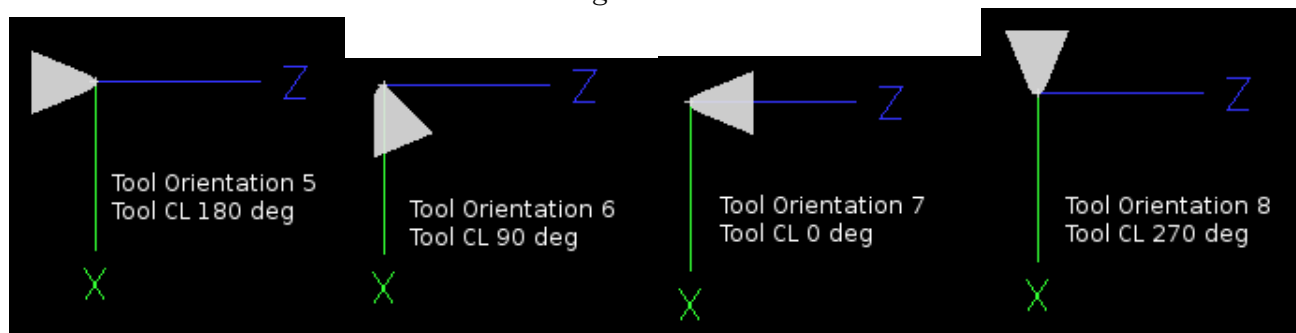 Z
Tool Orientation 5
Tool CL 180 deg
X
Z
Tool Orientation 6
Tool CL 90 deg
X
Z
Tool Orientation 7
Tool CL 0 deg
X
Z
Tool Orientation 8
Tool CL 270 deg
X